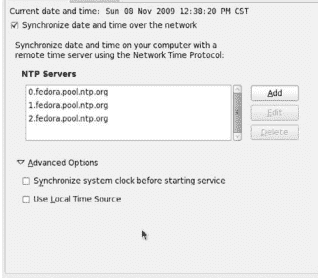 Current date and time: Sun 08 Nov 2009 12:38:20 PM CST
Synchronize date and time over the network
Synchronize date and time on your computer with a
remote time server using the Network Time Protocol:
NTP Servers
0.fedora.pool.ntp.org
1.fedora.pool.ntp.org
2.fedora.pool.ntp.org
Add
Edit
Delete
Advanced Options
Synchronize system clock before starting service
Use Local Time Source